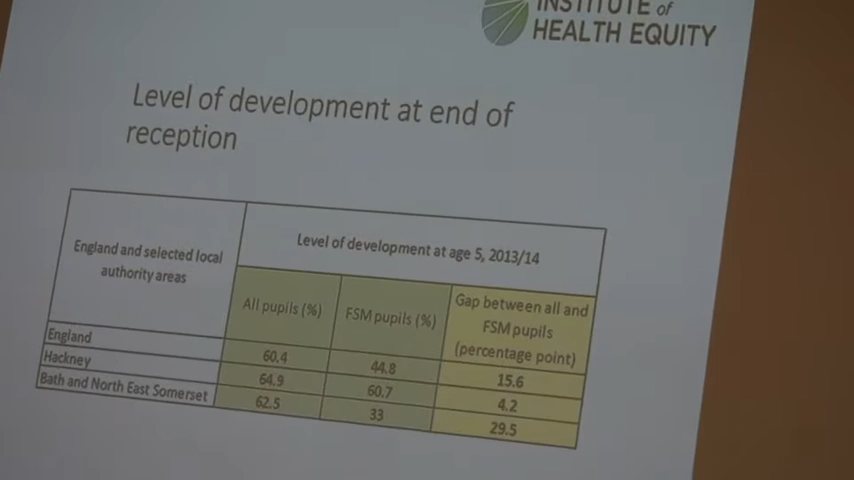 INSTITUTE of
HEALTH EQUITY
Level of development at end of
reception
England and selected local
authority areas
Level of development at age 5, 2013/14
All pupils (%)
FSM pupils (%)
Gap between all and
FSM pupils
(percentage point)
England
60.4
44.8
15.6
Hackney
64.9
60.7
4.2
Bath and North East Somerset
62.5
33
29.5